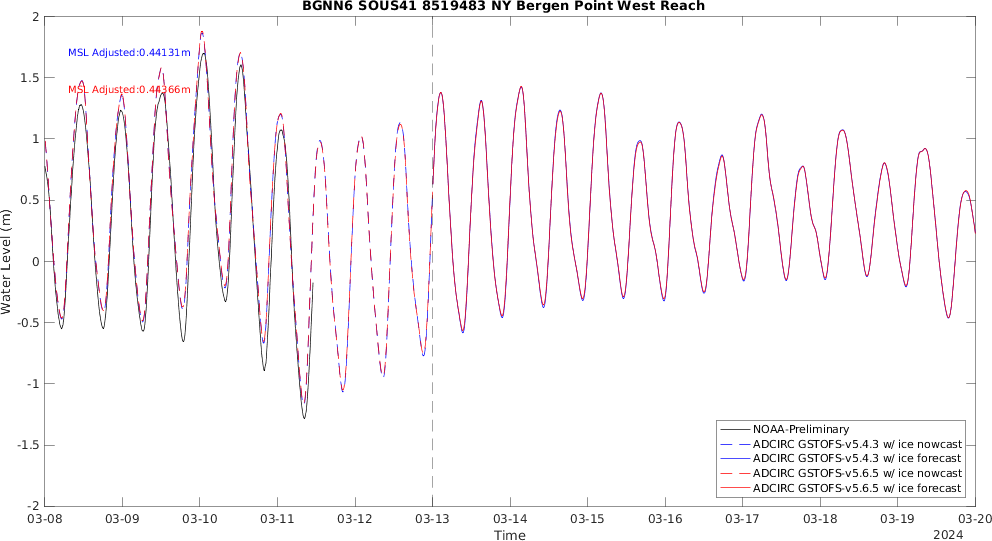 BGNN6 SOUS41 8519483 NY Bergen Point West Reach
MSL Adjusted:0.44131m
MSL Adjusted:0.44366m
2
1.5
1
0.5
0
-0.5
-1
-1.5
-2
Water Level (m)
NOAA-Preliminary
ADCIRC GSTOFS-v5.4.3 w/ ice nowcast
ADCIRC GSTOFS-v5.4.3 w/ ice forecast
ADCIRC GSTOFS-v5.6.5 w/ ice nowcast
ADCIRC GSTOFS-v5.6.5 w/ ice forecast
03-08 03-09 03-10 03-11 03-12 03-13 03-14 03-15 03-16 03-17 03-18 03-19 03-20
Time
2024